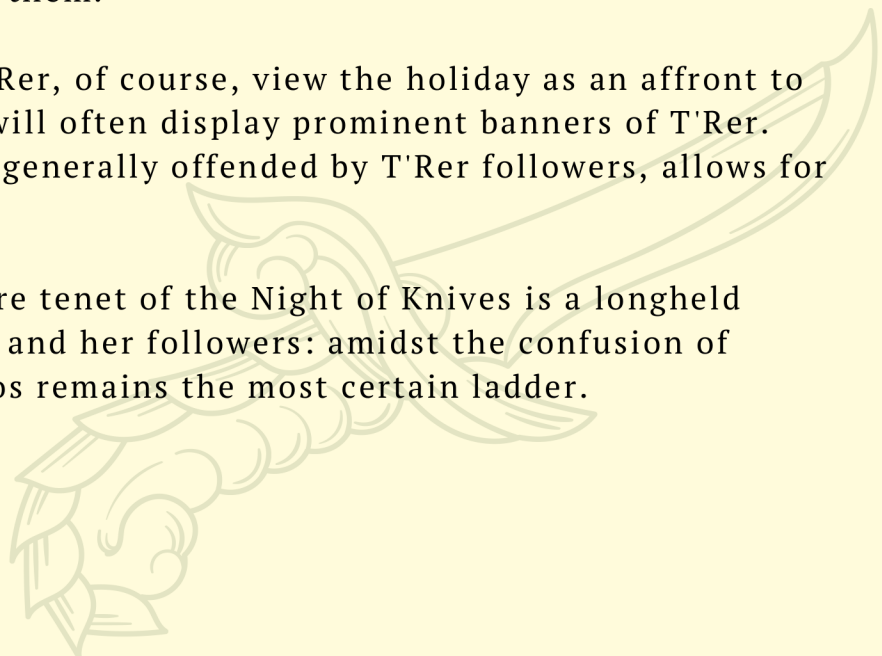 Rer, of course, view the holiday as an affront to
will often display prominent banners of T'Rer.
generally offended by T'Rer followers, allows for
re tenet of the Night of Knives is a longheld
and her followers: amidst the confusion of
os remains the most certain ladder.